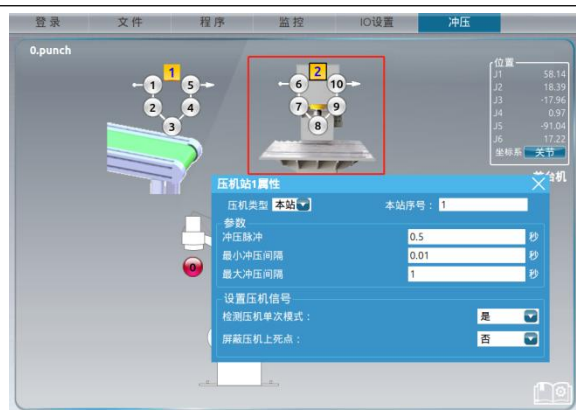 登录 文件 程序 监控 IO设置 冲压
0.punch
1
1 5
2 4
3
2
6 10
7 9
8
位置
J1 58.14
J2 18.39
J3 -17.96
J4 0.97
J5 -91.04
J6 17.22
坐标系 关节
首台机
压机站1属性
压机类型 本站 本站序号： 1
参数
冲压脉冲 0.5 秒
最小冲压间隔 0.01 秒
最大冲压间隔 1 秒
设置压机信号
检测压机单次模式： 是
屏蔽压机上死点： 否
0